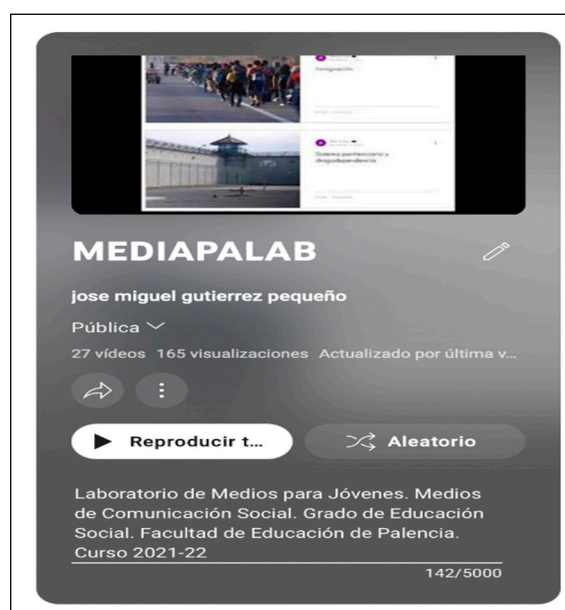 Inmigración
Sistema penitenciario y
drogodependencia
MEDIAPALAB
jose miguel gutierrez pequeño
Pública
27 vídeos 165 visualizaciones Actualizado por última v...
Reproducir t...
Aleatorio
Laboratorio de Medios para Jóvenes. Medios
de Comunicación Social. Grado de Educación
Social. Facultad de Educación de Palencia.
Curso 2021-22
142/5000